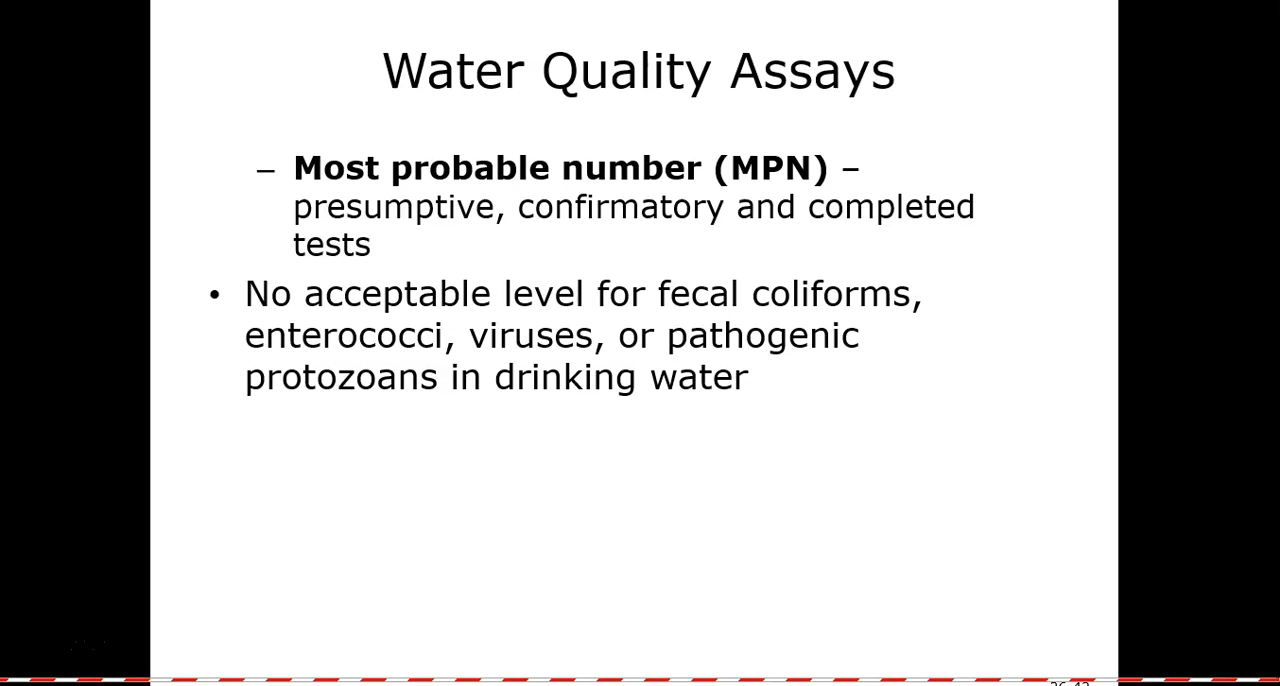 Water Quality Assays
– Most probable number (MPN) –
presumptive, confirmatory and completed
tests
• No acceptable level for fecal coliforms,
enterococci, viruses, or pathogenic
protozoans in drinking water